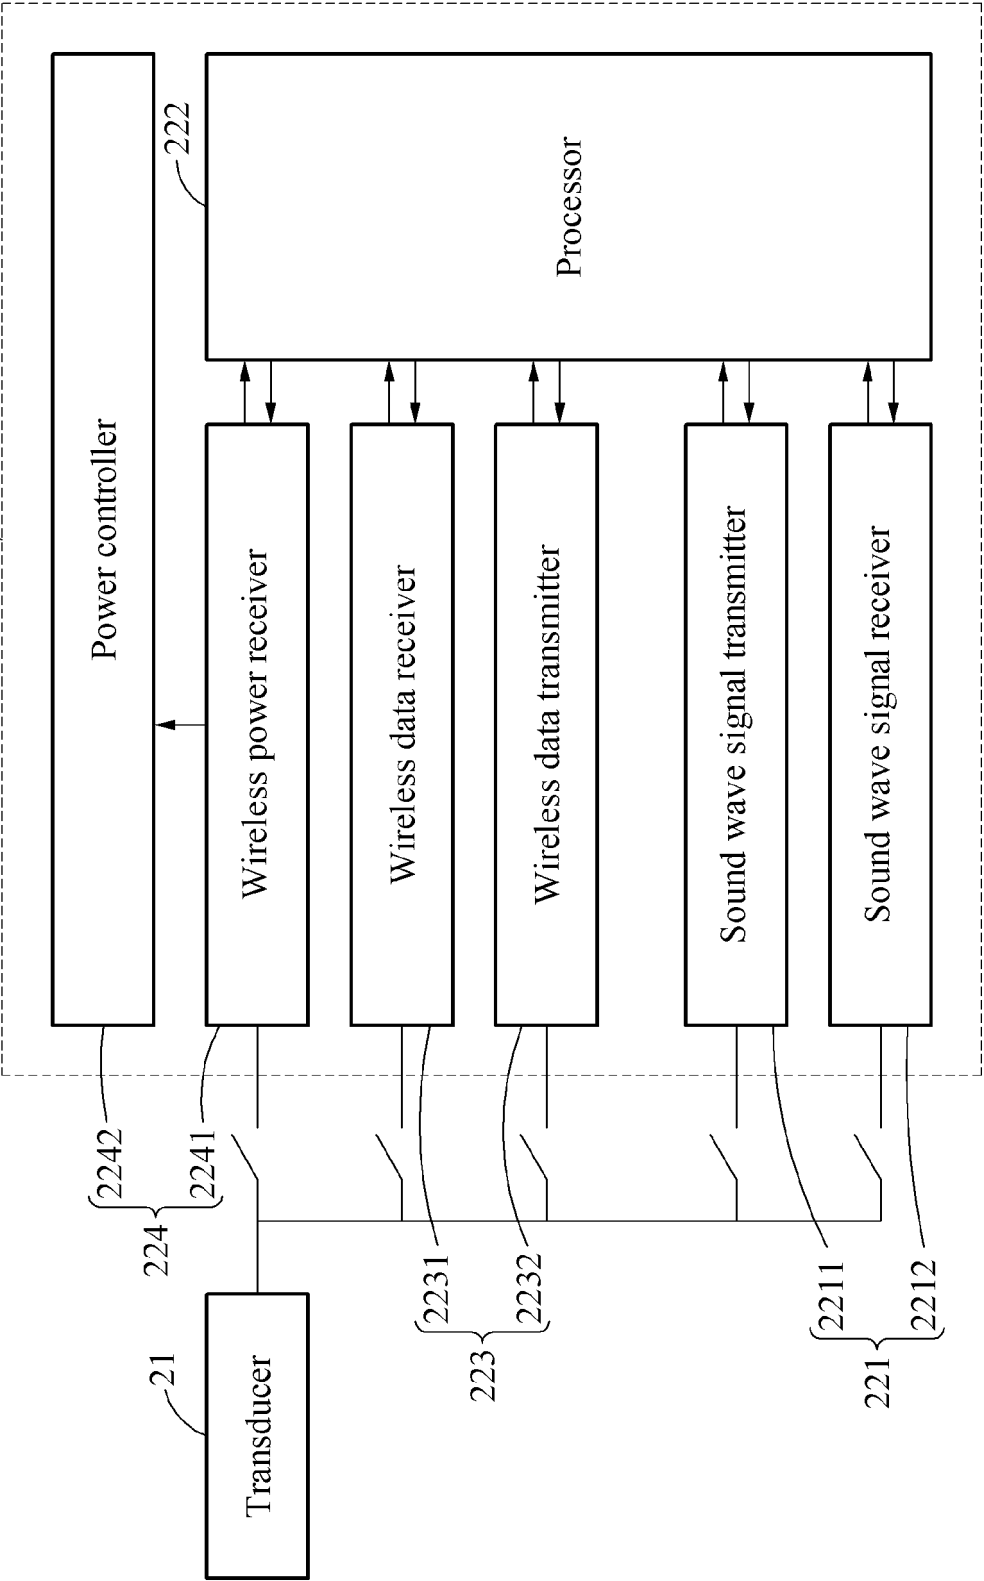 Power controller
222
Processor
Wireless power receiver
Wireless data receiver
Wireless data transmitter
Sound wave signal transmitter
Sound wave signal receiver
2242
2241
224
2231
2232
223
2211
2212
221
21
Transducer